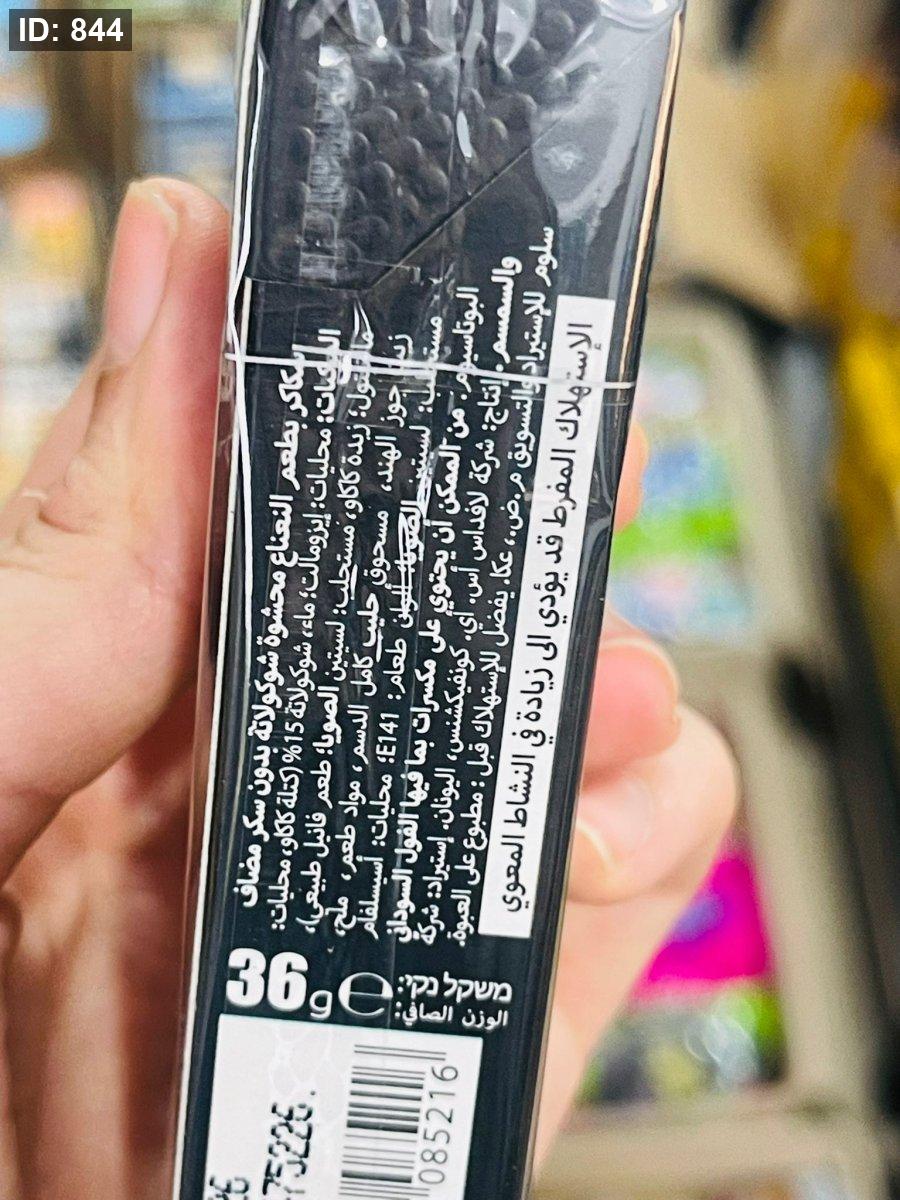 ID: 844
سكاكر بطعم النعناع محشوة شوكولاتة بدون سكر مضاف
المركبات: محليات: إيزومالت؛ ماء، شوكولاتة 15% (كتلة كاكاو، محليات:
مالتيتول؛ زبدة كاكاو، مستحلب: لستين الصويا؛ طعم فانيل طبيعي)،
زيت جوز الهند، مسحوق حليب كامل الدسم، مواد طعم، ملح،
مستحلب: لستين الصويا؛ لون طعام: E141؛ محليات: أسيسلفام
البوتاسيوم. من الممكن أن يحتوي على مكسرات بما فيها الفول السوداني
والسمسم. إنتاج: شركة لافداس أس. أي. كونفيكشنس، اليونان. إستيراد: شركة
سلوم للإستيراد والتسويق م.ض.، عكا. يفضل للإستهلاك قبل: مطبوع على العبوة.
الإستهلاك المفرط قد يؤدي الى زيادة في النشاط المعوي
36g e
משקל נקי:
الوزن الصافي:
085216